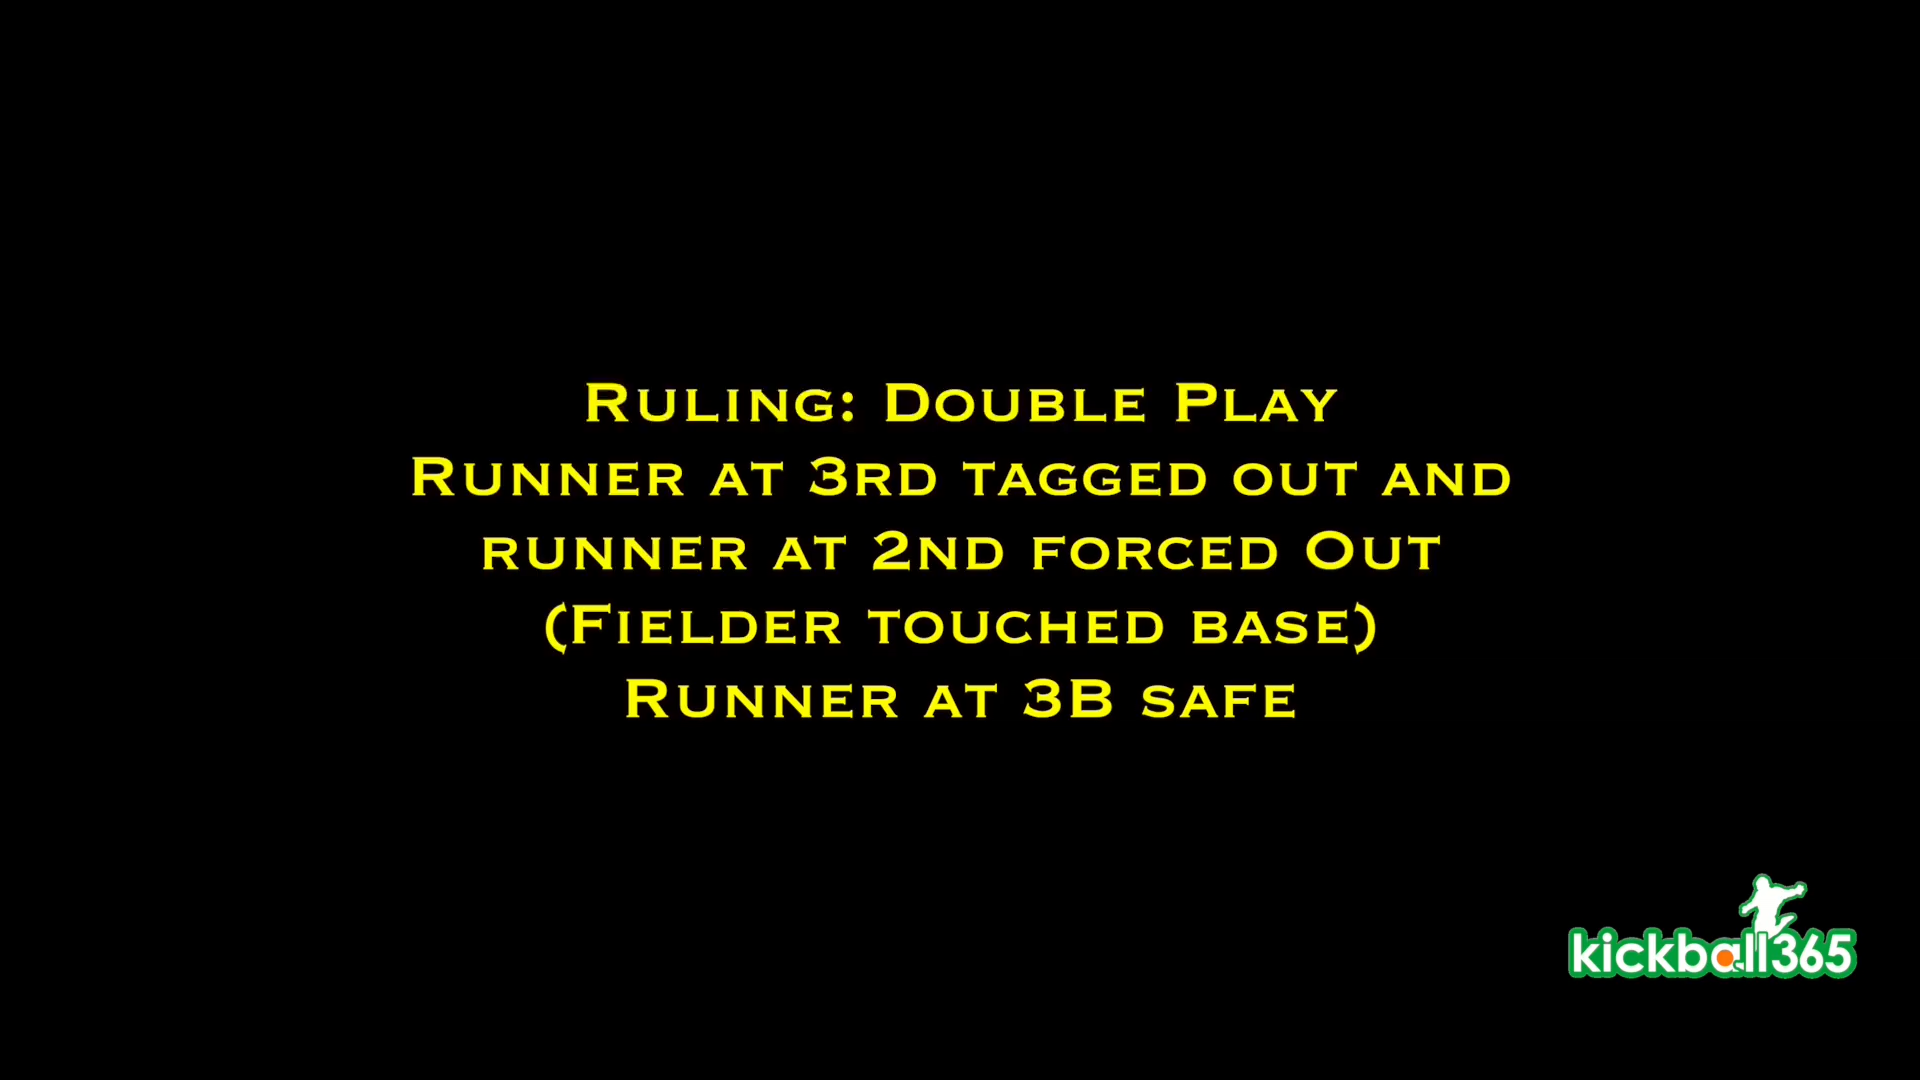 Ruling: Double Play
Runner at 3rd tagged out and
runner at 2nd forced Out
(Fielder touched base)
Runner at 3B safe
kickball365